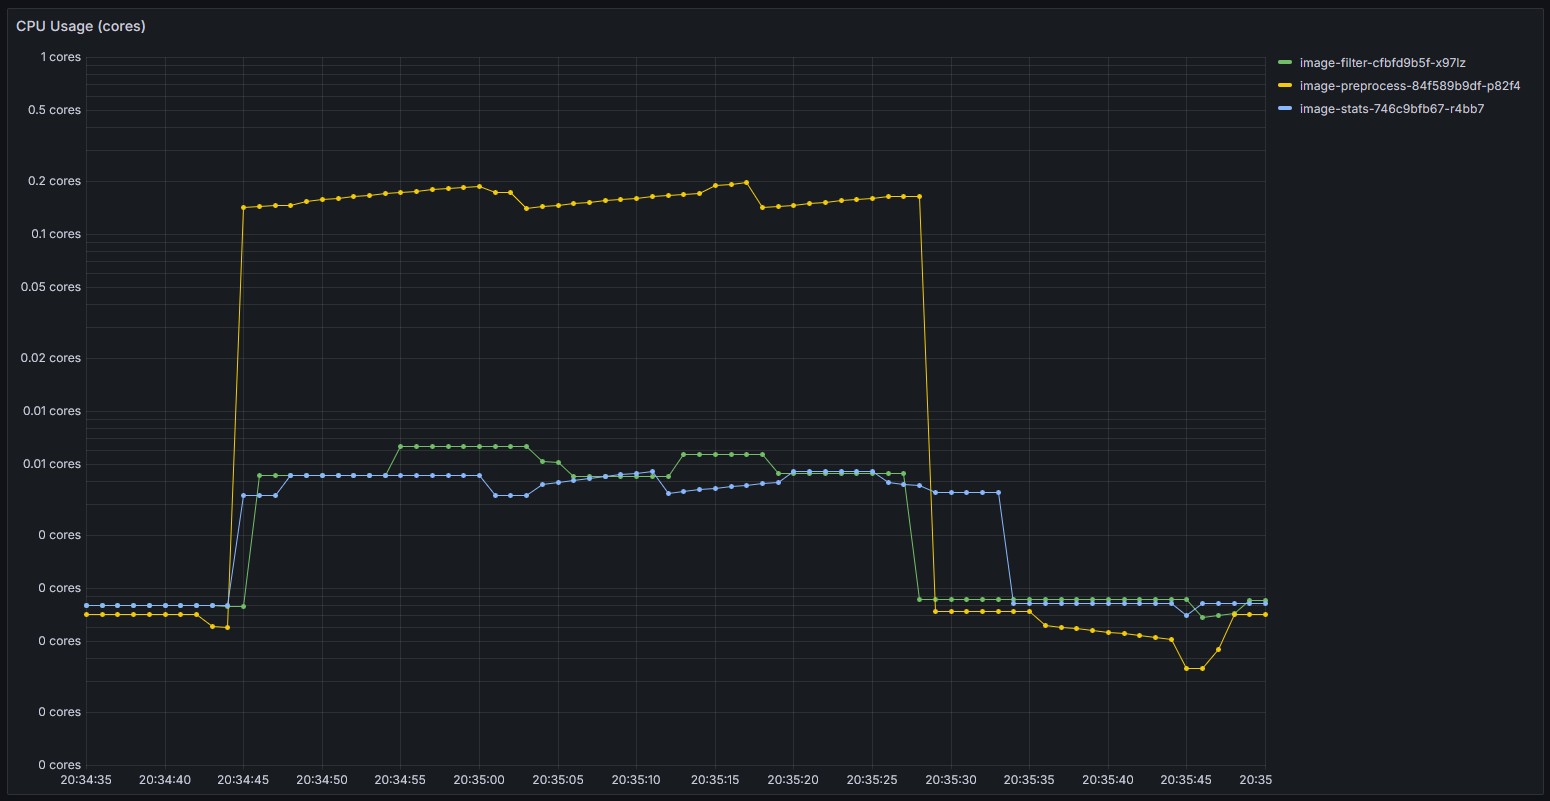 CPU Usage (cores)
1 cores
0.5 cores
0.2 cores
0.1 cores
0.05 cores
0.02 cores
0.01 cores
0.01 cores
0 cores
0 cores
0 cores
0 cores
0 cores
20:34:35
20:34:40
20:34:45
20:34:50
20:34:55
20:35:00
20:35:05
20:35:10
20:35:15
20:35:20
20:35:25
20:35:30
20:35:35
20:35:40
20:35:45
20:35
image-filter-cfbfd9b5f-x97lz
image-preprocess-84f589b9df-p82f4
image-stats-746c9bfb67-r4bb7